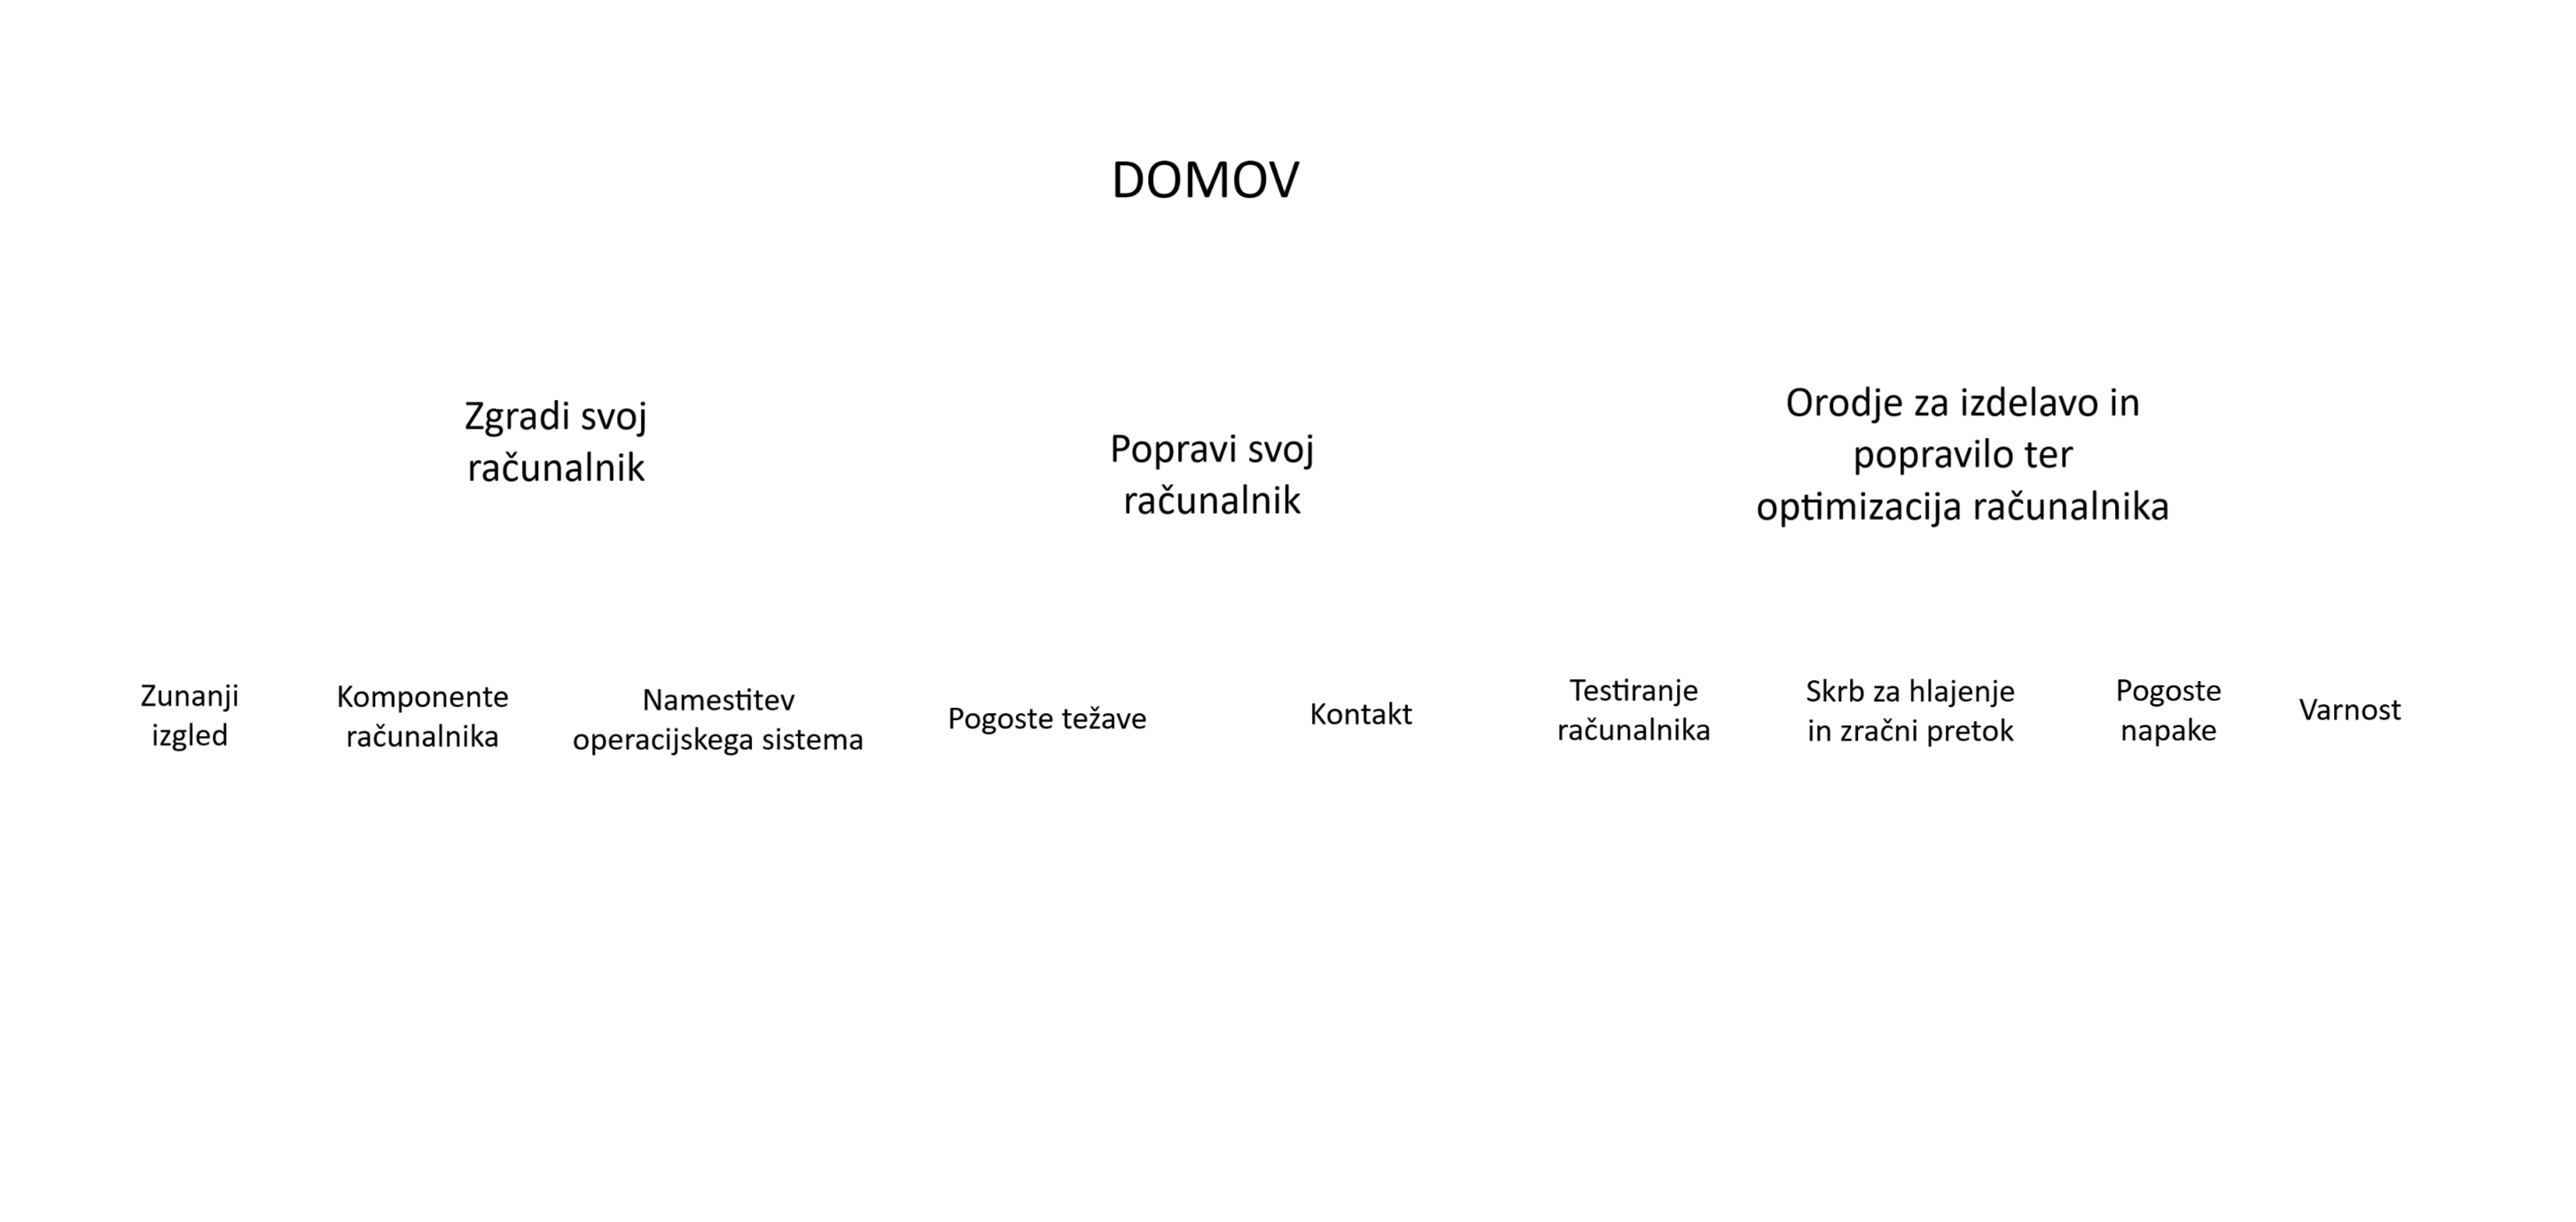 DOMOV
Zgradi svoj
računalnik
Popravi svoj
računalnik
Orodje za izdelavo in
popravilo ter
optimizacija računalnika
Zunanji
izgled
Komponente
računalnika
Namestitev
operacijskega sistema
Pogoste težave
Kontakt
Testiranje
računalnika
Skrb za hlajenje
in zračni pretok
Pogoste
napake
Varnost